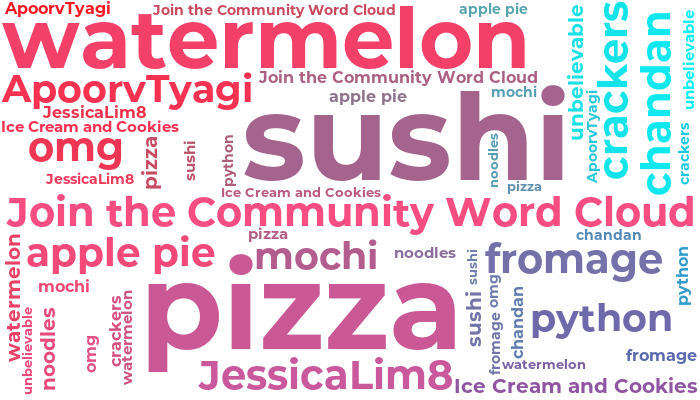 ApoorvTyagi
Join the Community Word Cloud
apple pie
watermelon
unbelievable
crackers
chandan
unbelievable
ApoorvTyagi
Join the Community Word Cloud
apple pie
mochi
sushi
ApoorvTyagi
JessicaLim8
Ice Cream and Cookies
omg
pizza
sushi
python
noodles
crackers
JessicaLim8
pizza
Ice Cream and Cookies
Join the Community Word Cloud
pizza
chandan
watermelon
apple pie
mochi
noodles
sushi
fromage
python
mochi
pizza
omg
python
unbelievable
noodles
omg
crackers
watermelon
sushi
fromage
chandan
fromage
watermelon
JessicaLim8
Ice Cream and Cookies